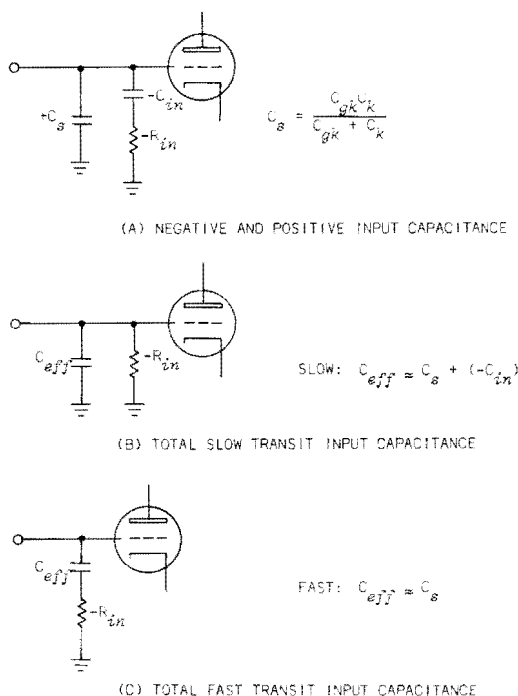 +C_s
-C_in
-R_in
C_s = C_gk C_k / C_gk + C_k
(A) NEGATIVE AND POSITIVE INPUT CAPACITANCE
C_eff
-R_in
SLOW: C_eff ≈ C_s + (-C_in)
(B) TOTAL SLOW TRANSIT INPUT CAPACITANCE
C_eff
-R_in
FAST: C_eff ≈ C_s
(C) TOTAL FAST TRANSIT INPUT CAPACITANCE